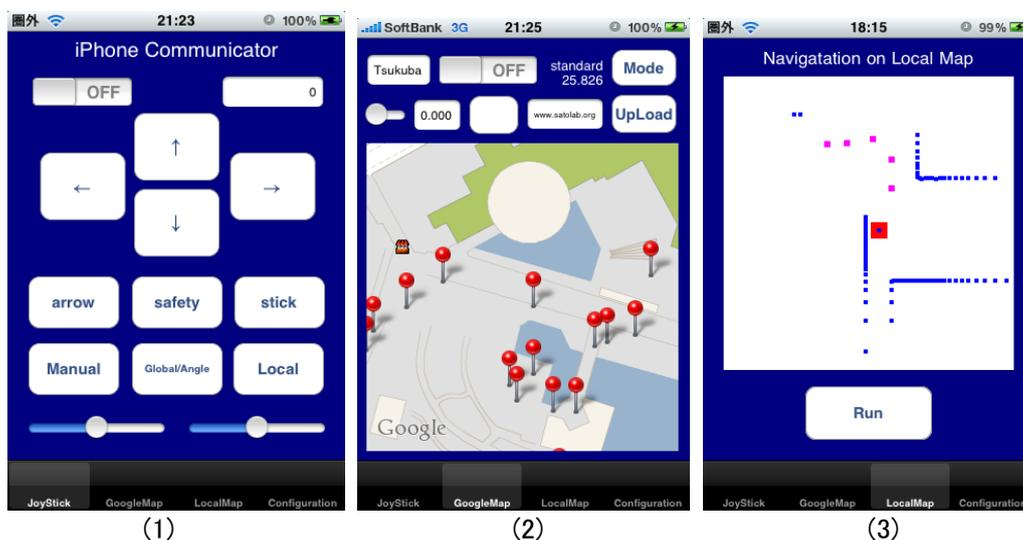 圏外 21:23 100%
iPhone Communicator
OFF 0
↑
← →
↓
arrow safety stick
Manual Global/Angle Local
JoyStick GoogleMap LocalMap Configuration
(1)
SoftBank 3G 21:25 100%
Tsukuba OFF standard 25.826 Mode
0.000 www.satolab.org UpLoad
Google
JoyStick GoogleMap LocalMap Configuration
(2)
圏外 18:15 99%
Navigatation on Local Map
Run
JoyStick GoogleMap LocalMap Configuratio
(3)